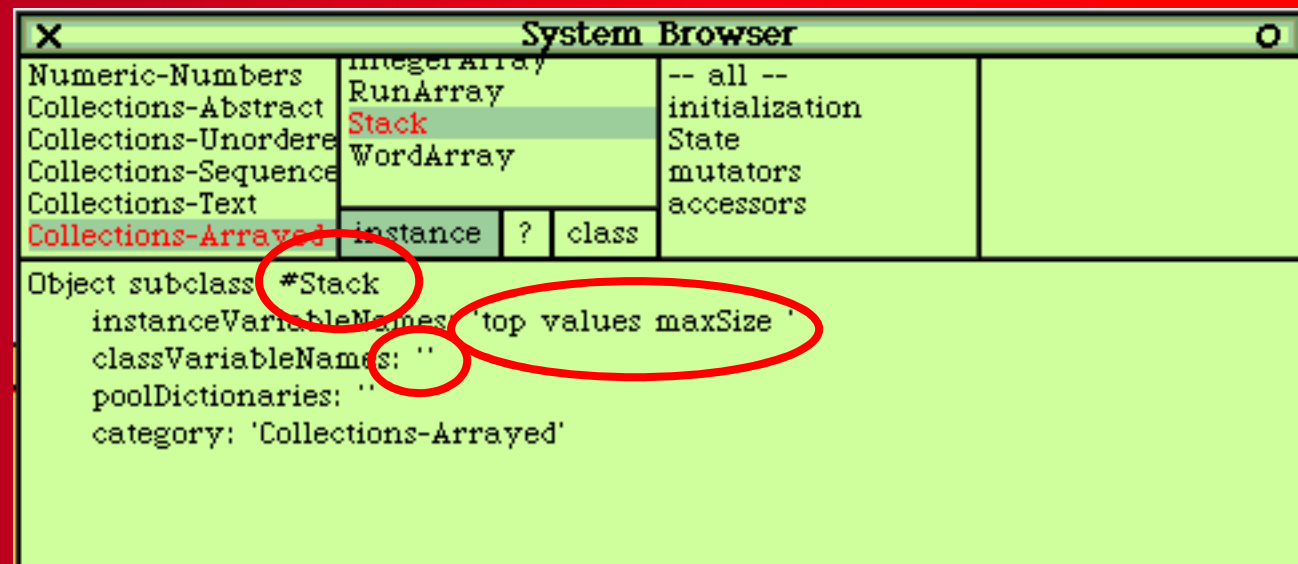 System Browser
Numeric-Numbers
Collections-Abstract
Collections-Unordere
Collections-Sequence
Collections-Text
Collections-Arrayed
IntegerArray
RunArray
Stack
WordArray
instance ? class
-- all --
initialization
State
mutators
accessors
Object subclass: #Stack
instanceVariableNames: 'top values maxSize '
classVariableNames: ''
poolDictionaries: ''
category: 'Collections-Arrayed'